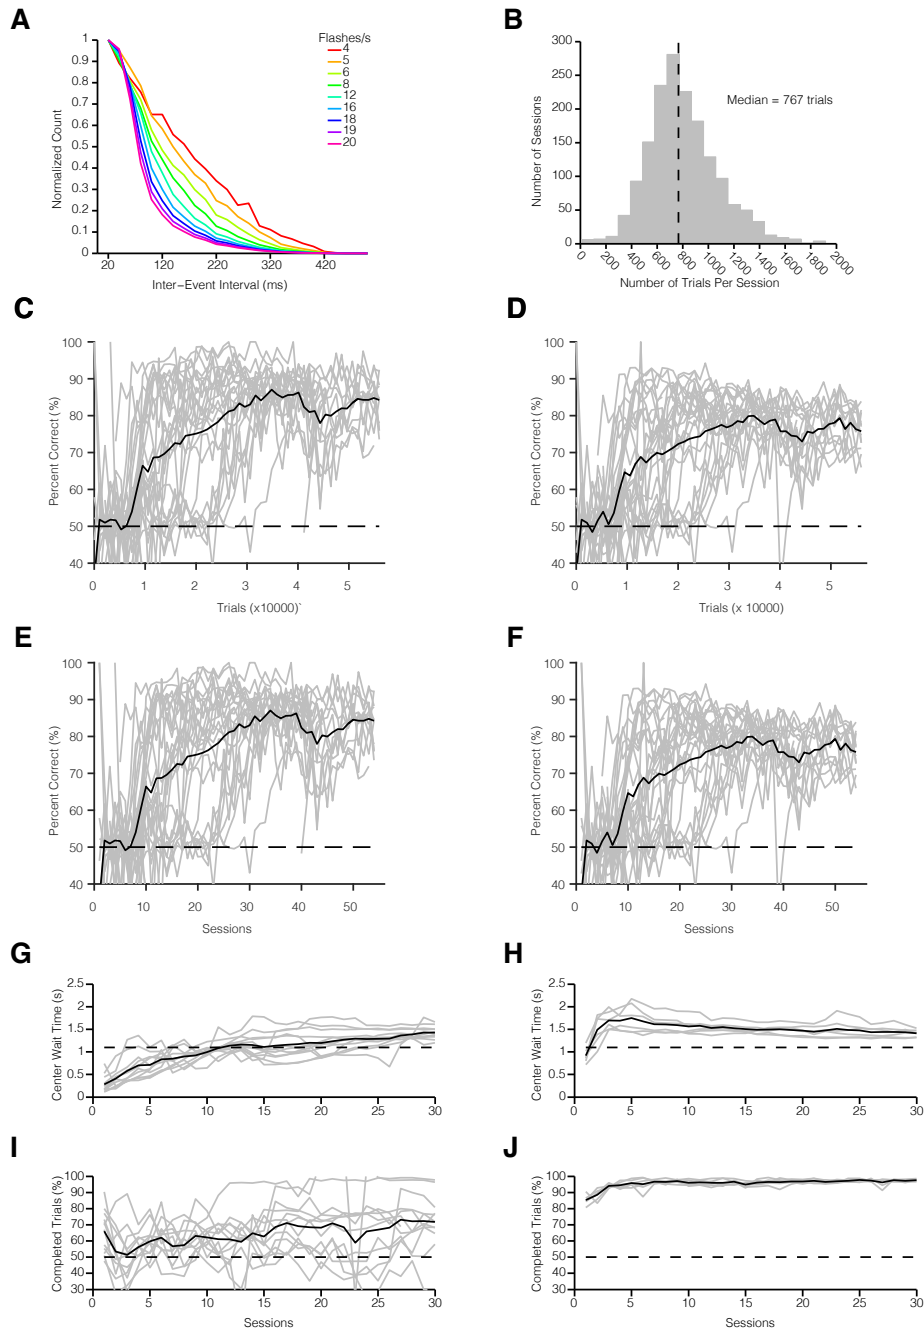 A
Flashes/s
4
5
6
8
12
16
18
19
20
Normalized Count
1
0.9
0.8
0.7
0.6
0.5
0.4
0.3
0.2
0.1
0
20 120 220 320 420
Inter−Event Interval (ms)
B
Number of Sessions
300
250
200
150
100
50
0
Median = 767 trials
0 200 400 600 800 1000 1200 1400 1600 1800 2000
Number of Trials Per Session
C
Percent Correct (%)
100
90
80
70
60
50
40
0 1 2 3 4 5
Trials (x10000)`
D
Percent Correct (%)
100
90
80
70
60
50
40
0 1 2 3 4 5
Trials (x 10000)
E
Percent Correct (%)
100
90
80
70
60
50
40
0 10 20 30 40 50
Sessions
F
Percent Correct (%)
100
90
80
70
60
50
40
0 10 20 30 40 50
Sessions
G
Center Wait Time (s)
2.5
2
1.5
1
0.5
0
0 5 10 15 20 25 30
H
Center Wait Time (s)
2.5
2
1.5
1
0.5
0
0 5 10 15 20 25 30
I
Completed Trials (%)
100
90
80
70
60
50
40
30
0 5 10 15 20 25 30
Sessions
J
Completed Trials (%)
100
90
80
70
60
50
40
30
0 5 10 15 20 25 30
Sessions